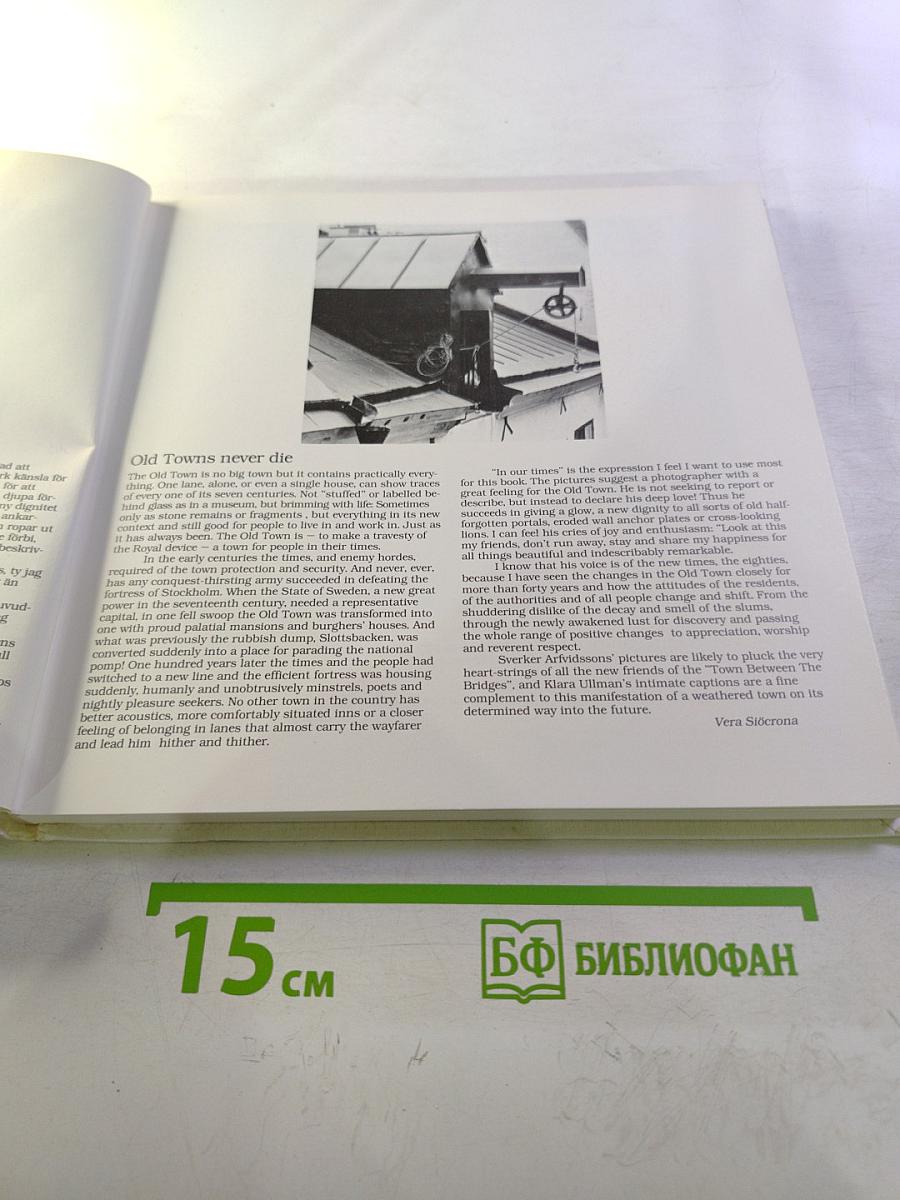 ad att
rk känsla för
för att
djupa för-
ny dignitet
ankar-
ropar ut
e förbi,
beskriv-
s, ty jag
än
uvud-
g
ns
ll
os
Old Towns never die
The Old Town is no big town but it contains practically every-
thing. One lane, alone, or even a single house, can show traces
of every one of its seven centuries. Not "stuffed" or labelled be-
hind glass as in a museum, but brimming with life Sometimes
only as stone remains or fragments , but everything in its new
context and still good for people to live in and work in. Just as
it has always been. The Old Town is — to make a travesty of
the Royal device — a town for people in their times.
In the early centuries the times, and enemy hordes,
required of the town protection and security. And never, ever,
has any conquest-thirsting army succeeded in defeating the
fortress of Stockholm. When the State of Sweden, a new great
power in the seventeenth century, needed a representative
capital, in one fell swoop the Old Town was transformed into
one with proud palatial mansions and burghers' houses. And
what was previously the rubbish dump, Slottsbacken, was
converted suddenly into a place for parading the national
pomp! One hundred years later the times and the people had
switched to a new line and the efficient fortress was housing
suddenly, humanly and unobtrusively minstrels, poets and
nightly pleasure seekers. No other town in the country has
better acoustics, more comfortably situated inns or a closer
feeling of belonging in lanes that almost carry the wayfarer
and lead him hither and thither.
"In our times" is the expression I feel I want to use most
for this book. The pictures suggest a photographer with a
great feeling for the Old Town. He is not seeking to report or
describe, but instead to declare his deep love! Thus he
succeeds in giving a glow, a new dignity to all sorts of old half-
forgotten portals, eroded wall anchor plates or cross-looking
lions. I can feel his cries of joy and enthusiasm: "Look at this
my friends, don't run away, stay and share my happiness for
all things beautiful and indescribably remarkable.
I know that his voice is of the new times, the eighties,
because I have seen the changes in the Old Town closely for
more than forty years and how the attitudes of the residents,
of the authorities and of all people change and shift. From the
shuddering dislike of the decay and smell of the slums,
through the newly awakened lust for discovery and passing
the whole range of positive changes to appreciation, worship
and reverent respect.
Sverker Arfvidssons' pictures are likely to pluck the very
heart-strings of all the new friends of the "Town Between The
Bridges", and Klara Ullman's intimate captions are a fine
complement to this manifestation of a weathered town on its
determined way into the future.
Vera Siöcrona
15 см
БФ БИБЛИОФАН